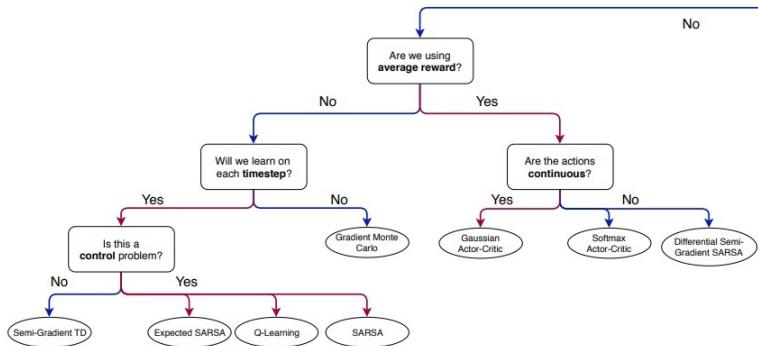 No
Are we using
average reward?
No
Yes
Will we learn on
each timestep?
Are the actions
continuous?
Yes
No
Yes
No
Is this a
control problem?
Gradient Monte
Carlo
Gaussian
Actor-Critic
Softmax
Actor-Critic
Differential Semi-
Gradient SARSA
No
Yes
Semi-Gradient TD
Expected SARSA
Q-Learning
SARSA